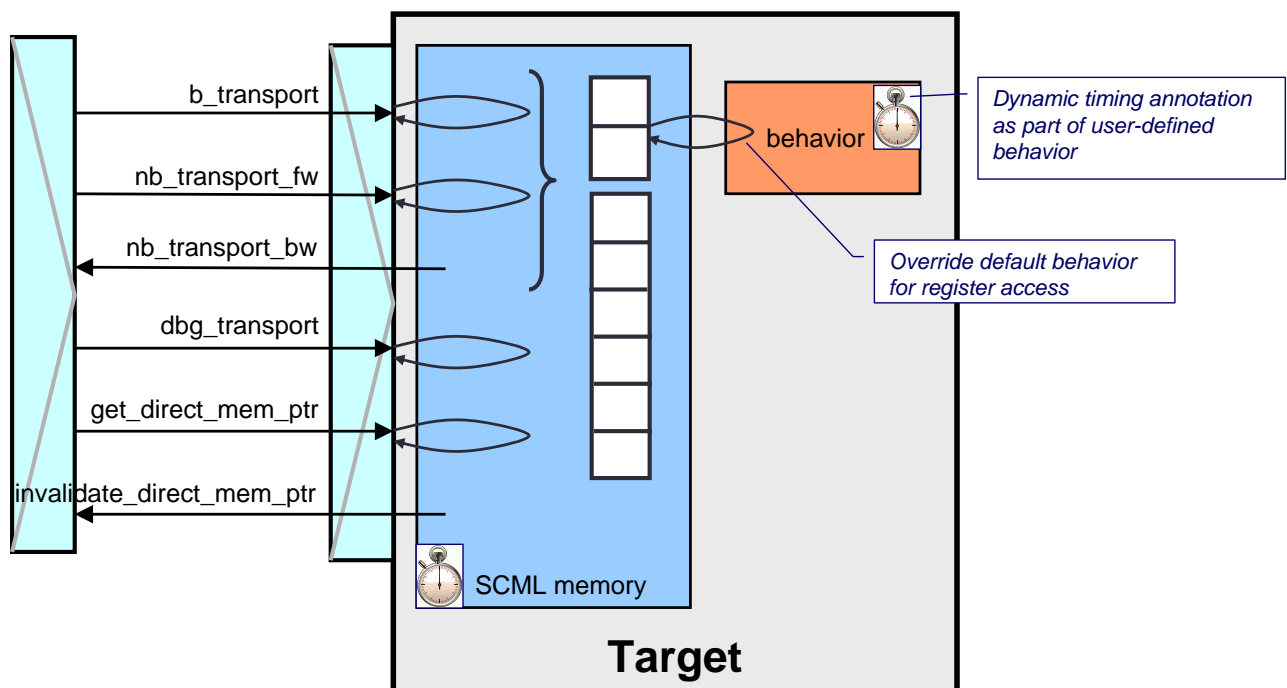 b_transport
nb_transport_fw
nb_transport_bw
dbg_transport
get_direct_mem_ptr
invalidate_direct_mem_ptr
SCML memory
behavior
Dynamic timing annotation
as part of user-defined
behavior
Override default behavior
for register access
Target